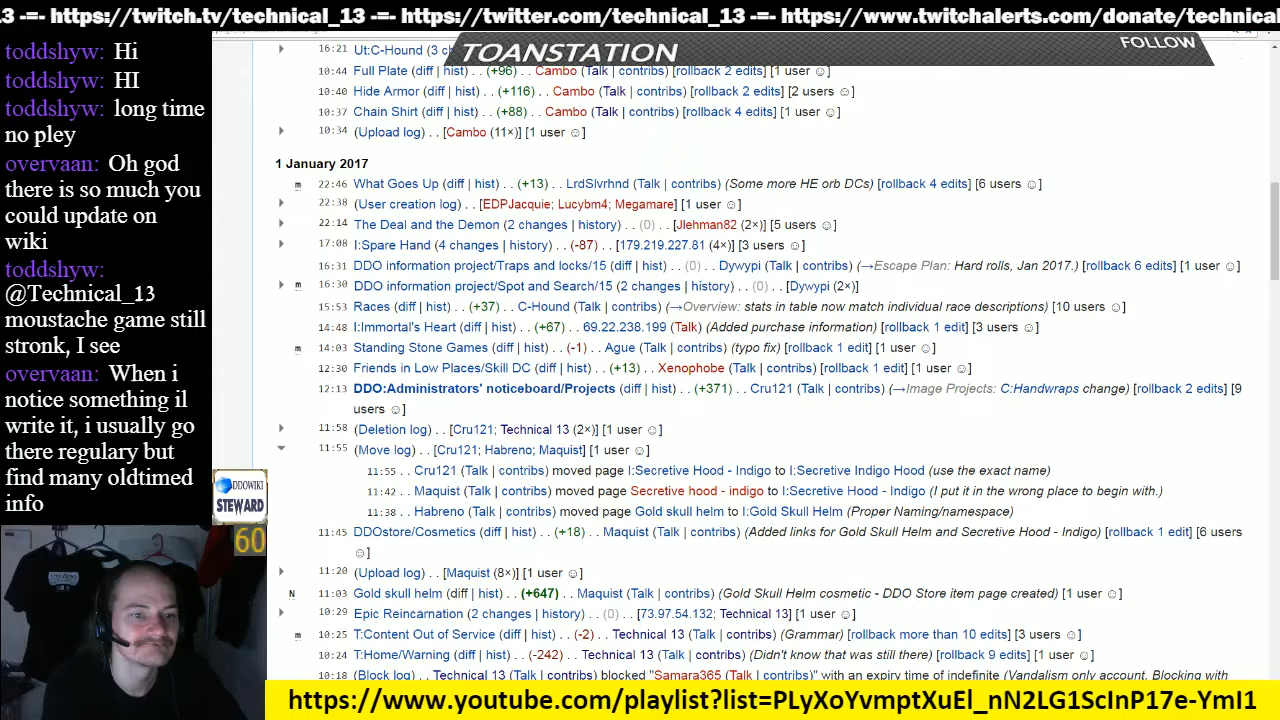 13 -=- https://twitch.tv/technical_13 -=- https://twitter.com/technical_13 -=- https://www.twitchalerts.com/donate/technical
TOANSTATION
FOLLOW
toddshyw: Hi
toddshyw: HI
toddshyw: long time
no pley
overvaan: Oh god
there is so much you
could update on
wiki
toddshyw:
@Technical_13
moustache game still
stronk, I see
overvaan: When i
notice something il
write it, i usually go
there regulary but
find many oldtimed
info
DDOWIKI
STEWARD
60
16:21 Ut:C-Hound (3 c
10:44 Full Plate (diff | hist) . . (+96) . . Cambo (Talk | contribs) [rollback 2 edits] [1 user ☺]
10:40 Hide Armor (diff | hist) . . (+116) . . Cambo (Talk | contribs) [rollback 2 edits] [2 users ☺]
10:37 Chain Shirt (diff | hist) . . (+88) . . Cambo (Talk | contribs) [rollback 4 edits] [1 user ☺]
10:34 (Upload log) . . [Cambo (11×)] [1 user ☺]
1 January 2017
m 22:46 What Goes Up (diff | hist) . . (+13) . . LrdSlvrhnd (Talk | contribs) (Some more HE orb DCs) [rollback 4 edits] [6 users ☺]
22:38 (User creation log) . . [EDPJacquie; Lucybm4; Megamare] [1 user ☺]
22:14 The Deal and the Demon (2 changes | history) . . (0) . . [Jlehman82 (2×)] [5 users ☺]
17:08 I:Spare Hand (4 changes | history) . . (-87) . . [179.219.227.81 (4×)] [3 users ☺]
16:31 DDO information project/Traps and locks/15 (diff | hist) . . (0) . . Dywypi (Talk | contribs) (→Escape Plan: Hard rolls, Jan 2017.) [rollback 6 edits] [1 user ☺]
m 16:30 DDO information project/Spot and Search/15 (2 changes | history) . . (0) . . [Dywypi (2×)]
15:53 Races (diff | hist) . . (+37) . . C-Hound (Talk | contribs) (→Overview: stats in table now match individual race descriptions) [10 users ☺]
14:48 I:Immortal's Heart (diff | hist) . . (+67) . . 69.22.238.199 (Talk) (Added purchase information) [rollback 1 edit] [3 users ☺]
m 14:03 Standing Stone Games (diff | hist) . . (-1) . . Ague (Talk | contribs) (typo fix) [rollback 1 edit] [1 user ☺]
12:30 Friends in Low Places/Skill DC (diff | hist) . . (+13) . . Xenophobe (Talk | contribs) [rollback 1 edit] [1 user ☺]
12:13 DDO:Administrators' noticeboard/Projects (diff | hist) . . (+371) . . Cru121 (Talk | contribs) (→Image Projects: C:Handwraps change) [rollback 2 edits] [9
users ☺]
11:58 (Deletion log) . . [Cru121; Technical 13 (2×)] [1 user ☺]
11:55 (Move log) . . [Cru121; Habreno; Maquist] [1 user ☺]
11:55 . . Cru121 (Talk | contribs) moved page I:Secretive Hood - Indigo to I:Secretive Indigo Hood (use the exact name)
11:42 . . Maquist (Talk | contribs) moved page Secretive hood - indigo to I:Secretive Hood - Indigo (I put it in the wrong place to begin with.)
11:38 . . Habreno (Talk | contribs) moved page Gold skull helm to I:Gold Skull Helm (Proper Naming/namespace)
11:45 DDOstore/Cosmetics (diff | hist) . . (+18) . . Maquist (Talk | contribs) (Added links for Gold Skull Helm and Secretive Hood - Indigo) [rollback 1 edit] [6 users
☺]
11:20 (Upload log) . . [Maquist (8×)] [1 user ☺]
N 11:03 Gold skull helm (diff | hist) . . (+647) . . Maquist (Talk | contribs) (Gold Skull Helm cosmetic - DDO Store item page created) [1 user ☺]
10:29 Epic Reincarnation (2 changes | history) . . (0) . . [73.97.54.132; Technical 13] [1 user ☺]
m 10:25 T:Content Out of Service (diff | hist) . . (-2) . . Technical 13 (Talk | contribs) (Grammar) [rollback more than 10 edits] [3 users ☺]
10:24 T:Home/Warning (diff | hist) . . (-242) . . Technical 13 (Talk | contribs) (Didn't know that was still there) [rollback 9 edits] [1 user ☺]
10:18 (Block log) . . Technical 13 (Talk | contribs) blocked "Samara365 (Talk | contribs)" with an expiry time of indefinite (Vandalism only account. Blocking with
https://www.youtube.com/playlist?list=PLyXoYvmptXuEl_nN2LG1ScInP17e-YmI1